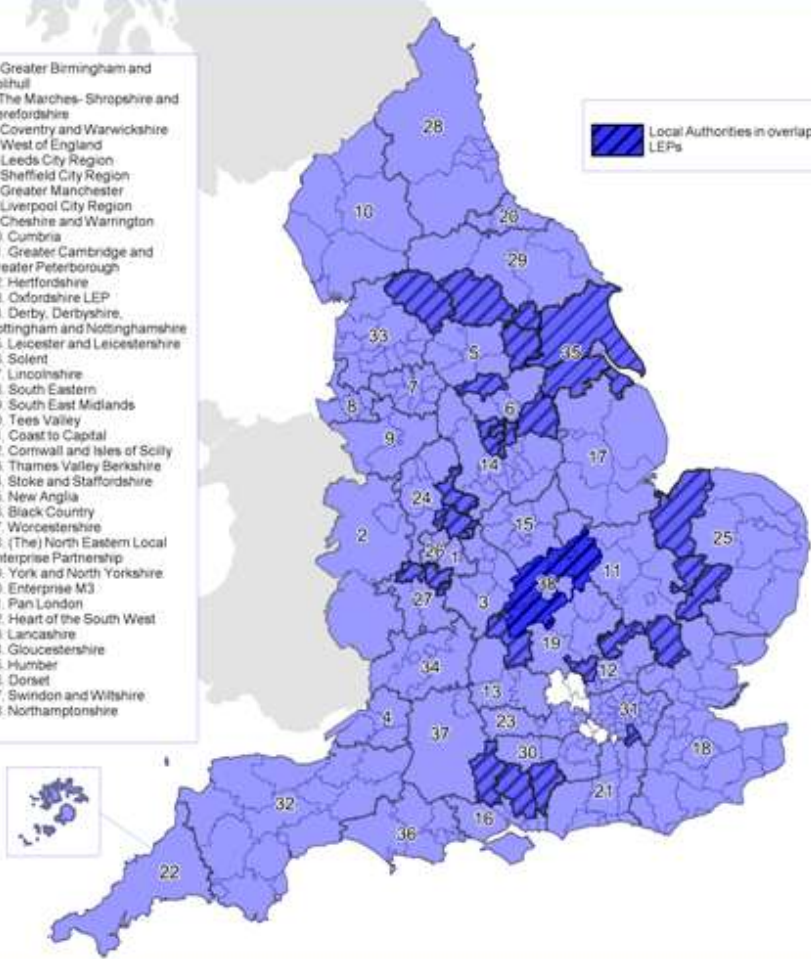 Greater Birmingham and
olihull
The Marches- Shropshire and
erefordshire
Coventry and Warwickshire
West of England
Leeds City Region
Sheffield City Region
Greater Manchester
Liverpool City Region
Cheshire and Warrington
. Cumbria
. Greater Cambridge and
reater Peterborough
. Hertfordshire
. Oxfordshire LEP
. Derby, Derbyshire,
ottingham and Nottinghamshire
. Leicester and Leicestershire
. Solent
. Lincolnshire
. South Eastern
. South East Midlands
. Tees Valley
. Coast to Capital
. Cornwall and Isles of Scilly
. Thames Valley Berkshire
. Stoke and Staffordshire
. New Anglia
. Black Country
. Worcestershire
. (The) North Eastern Local
nterprise Partnership
. York and North Yorkshire
. Enterprise M3
. Pan London
. Heart of the South West
. Lancashire
. Gloucestershire
. Humber
. Dorset
. Swindon and Wiltshire
. Northamptonshire
Local Authorities in overlap
LEPs
28
10
20
29
33
5
35
7
8
6
9
14
17
24
15
2
25
26
1
38
11
27
3
19
34
12
13
4
23
31
37
30
18
32
21
16
36
22